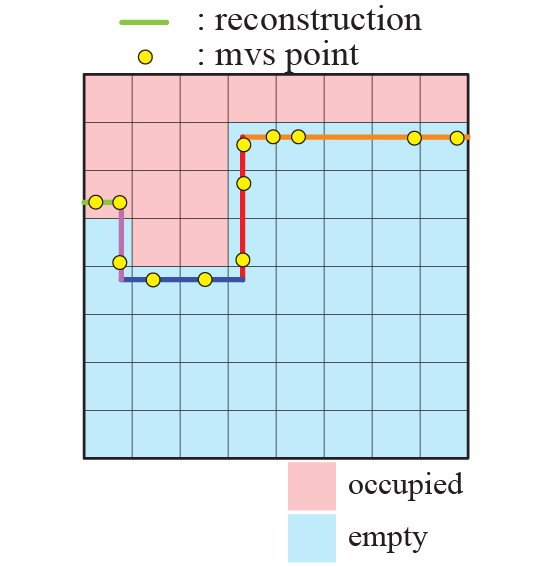 : reconstruction
: mvs point
occupied
empty